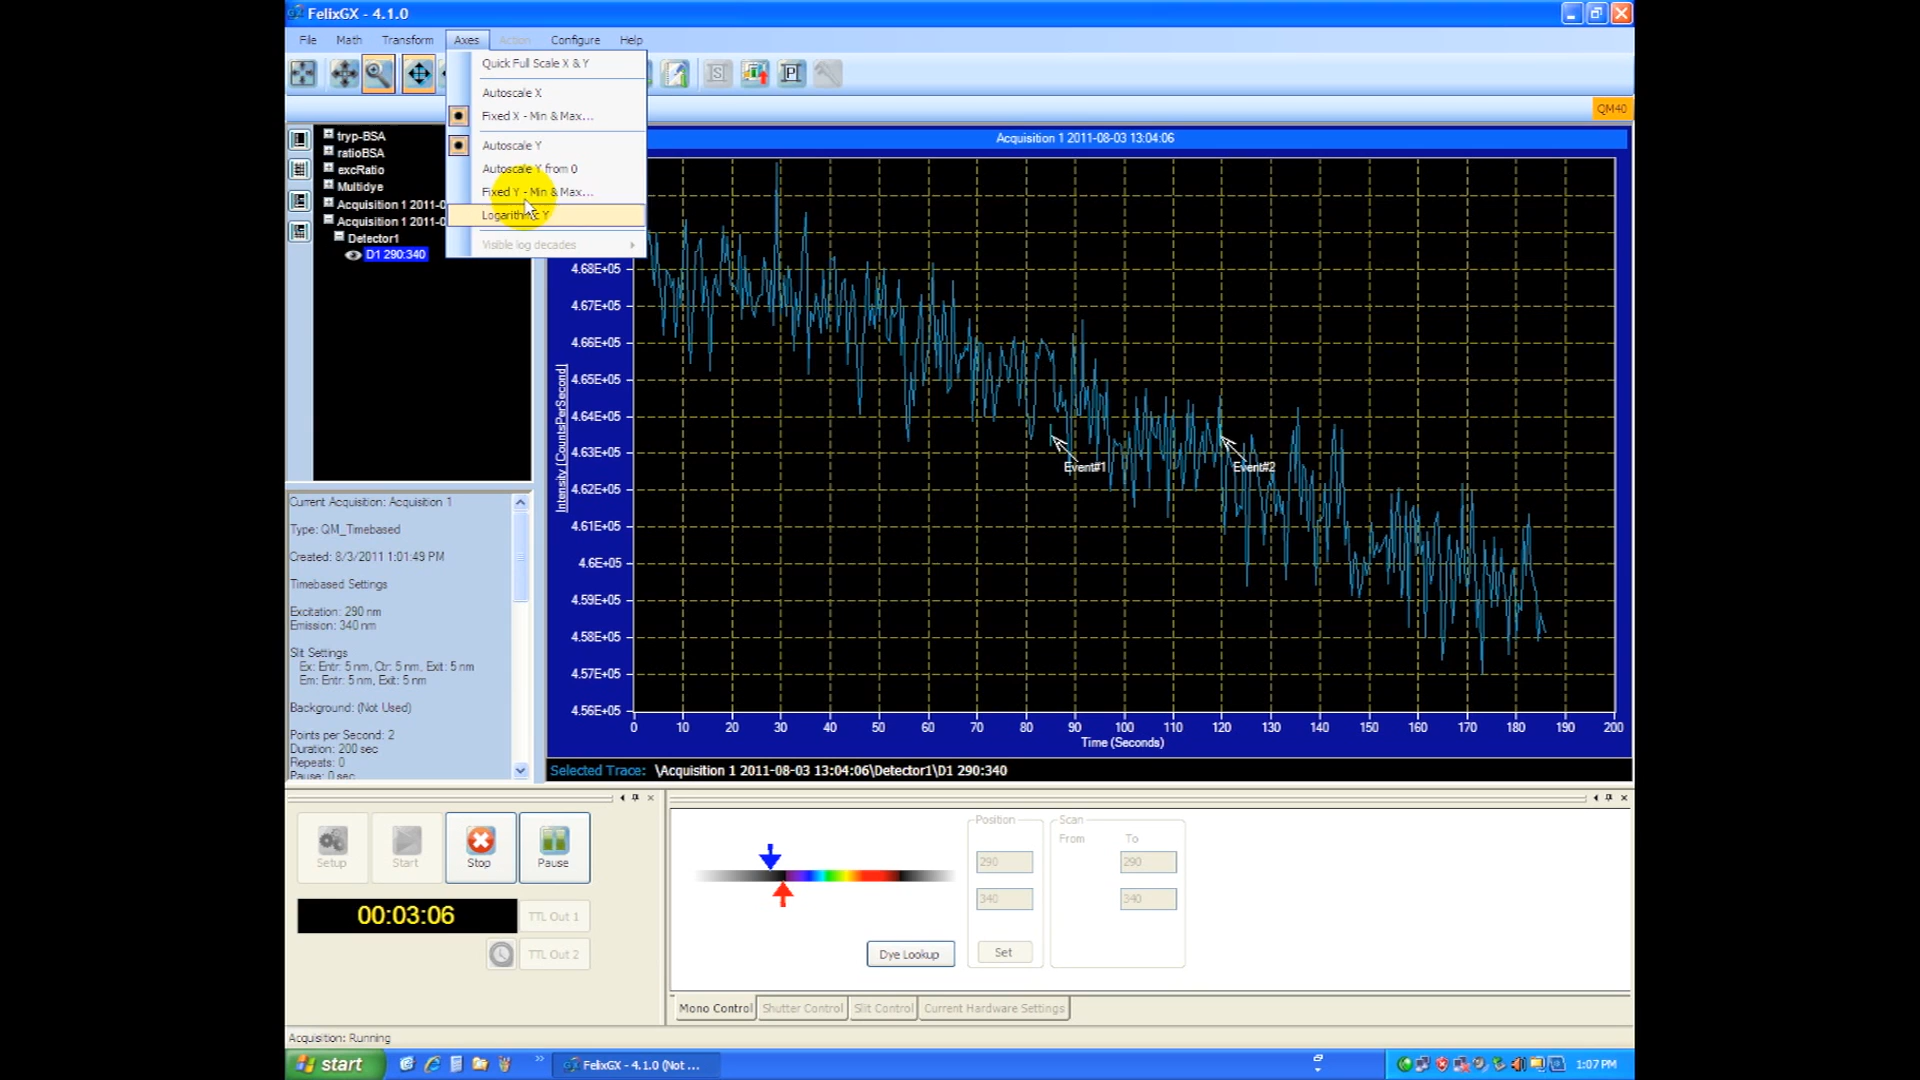 FelixGX - 4.1.0
File Math Transform Axes Action Configure Help
Quick Full Scale X & Y
Autoscale X
Fixed X - Min & Max...
Autoscale Y
Autoscale Y from 0
Fixed Y - Min & Max...
Logarithmic Y
Visible log decades
S P
QM40
tryp-BSA
ratioBSA
excRatio
Multidye
Acquisition 1 2011-0
Acquisition 1 2011-0
Detector1
D1 290:340
Acquisition 1 2011-08-03 13:04:06
4.68E+05
4.67E+05
4.66E+05
4.65E+05
4.64E+05
4.63E+05
4.62E+05
4.61E+05
4.6E+05
4.59E+05
4.58E+05
4.57E+05
4.56E+05
Intensity (CountsPerSecond)
Event#1
Event#2
0 10 20 30 40 50 60 70 80 90 100 110 120 130 140 150 160 170 180 190 200
Time (Seconds)
Selected Trace: \Acquisition 1 2011-08-03 13:04:06\Detector1\D1 290:340
Current Acquisition: Acquisition 1
Type: QM_Timebased
Created: 8/3/2011 1:01:49 PM
Timebased Settings
Excitation: 290 nm
Emission: 340 nm
Slit Settings
Ex: Entr: 5 nm, Ctr: 5 nm, Exit: 5 nm
Em: Entr: 5 nm, Exit: 5 nm
Background: (Not Used)
Points per Second: 2
Duration: 200 sec
Repeats: 0
Pause: 0 sec
Setup Start Stop Pause
00:03:06
TTL Out 1
TTL Out 2
Position
290
340
Set
Scan
From To
290
340
Dye Lookup
Mono Control Shutter Control Slit Control Current Hardware Settings
Acquisition: Running
start
FelixGX - 4.1.0 (Not ...
1:07 PM